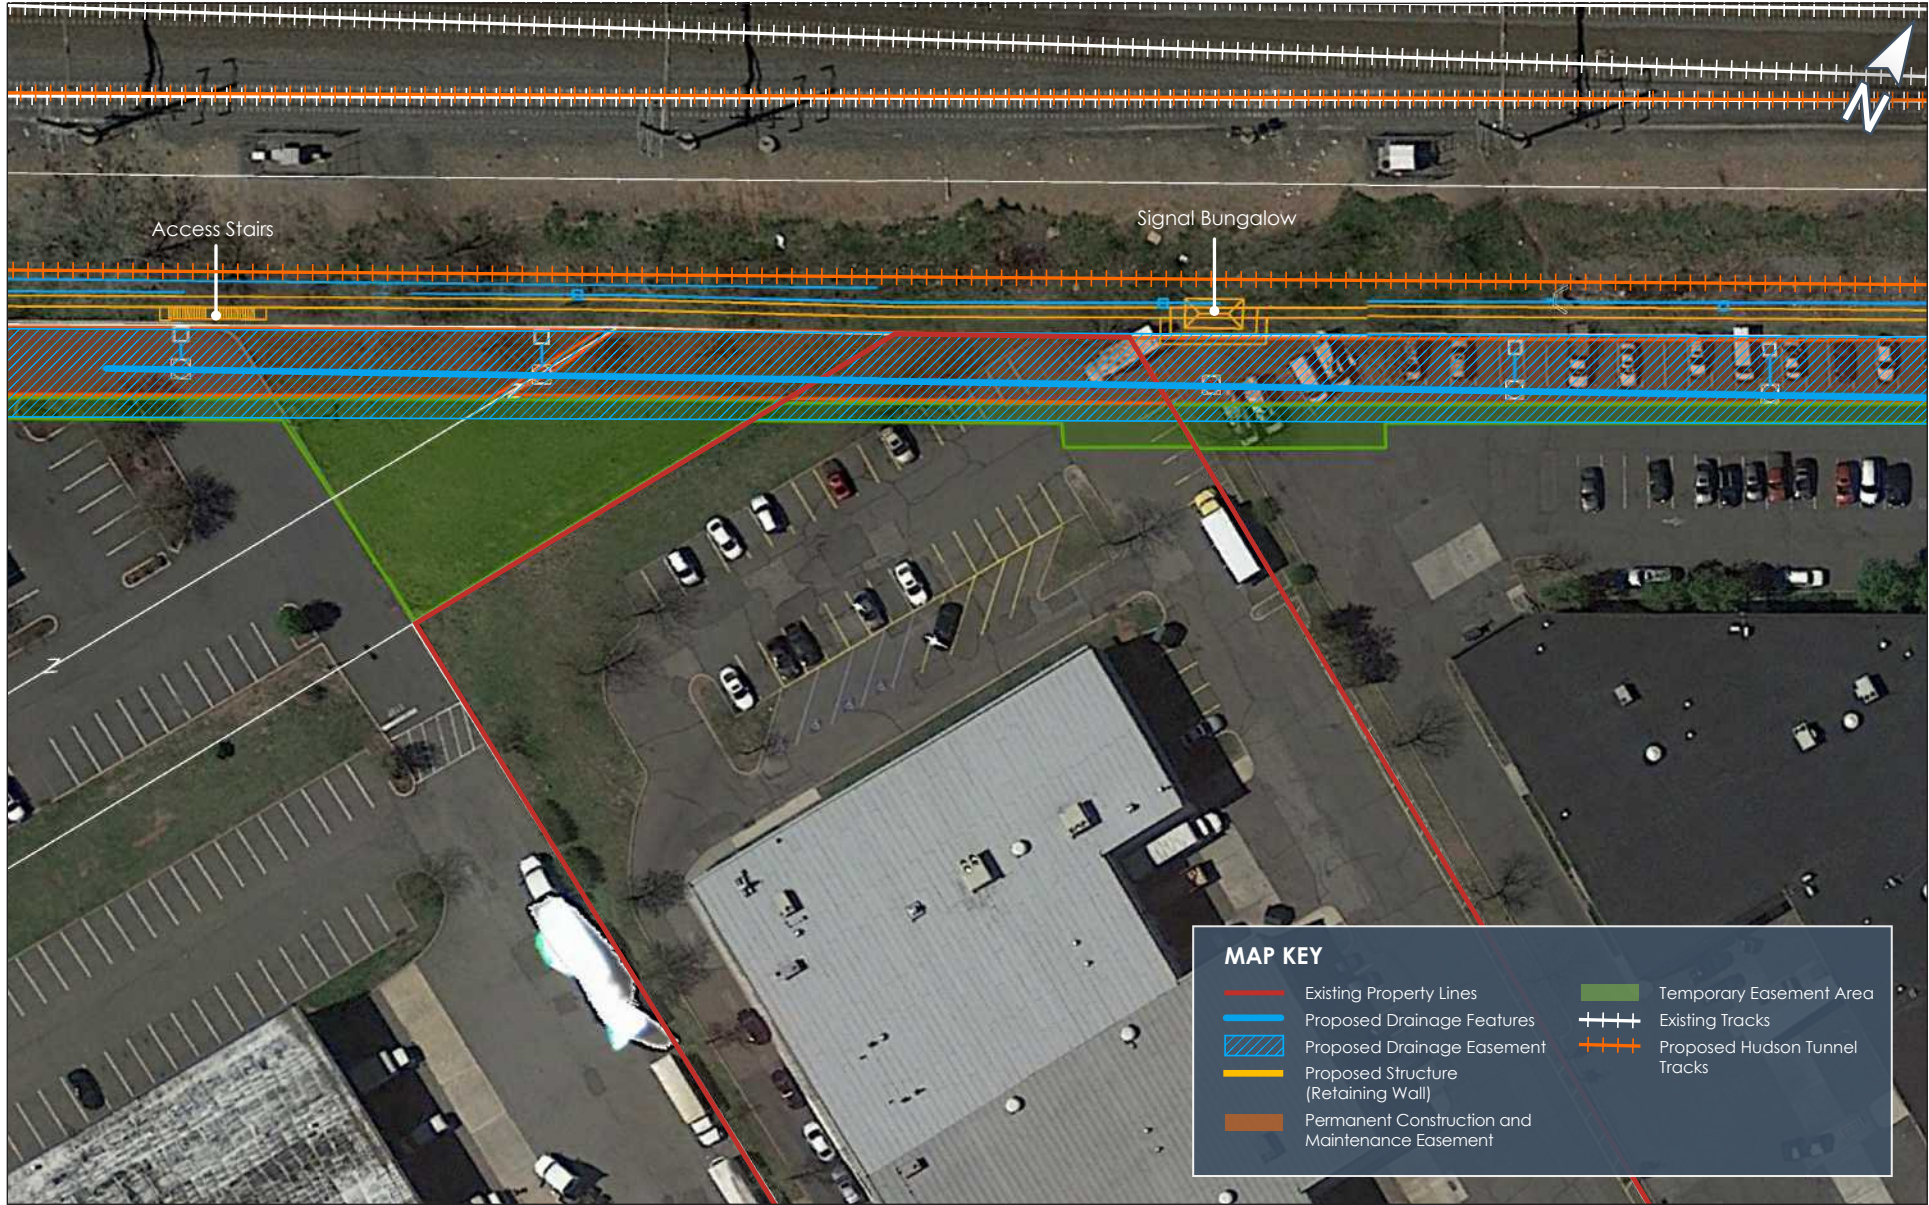 N
Access Stairs
Signal Bungalow
Z
Z
MAP KEY
Existing Property Lines
Proposed Drainage Features
Proposed Drainage Easement
Proposed Structure
(Retaining Wall)
Permanent Construction and
Maintenance Easement
Temporary Easement Area
Existing Tracks
Proposed Hudson Tunnel
Tracks